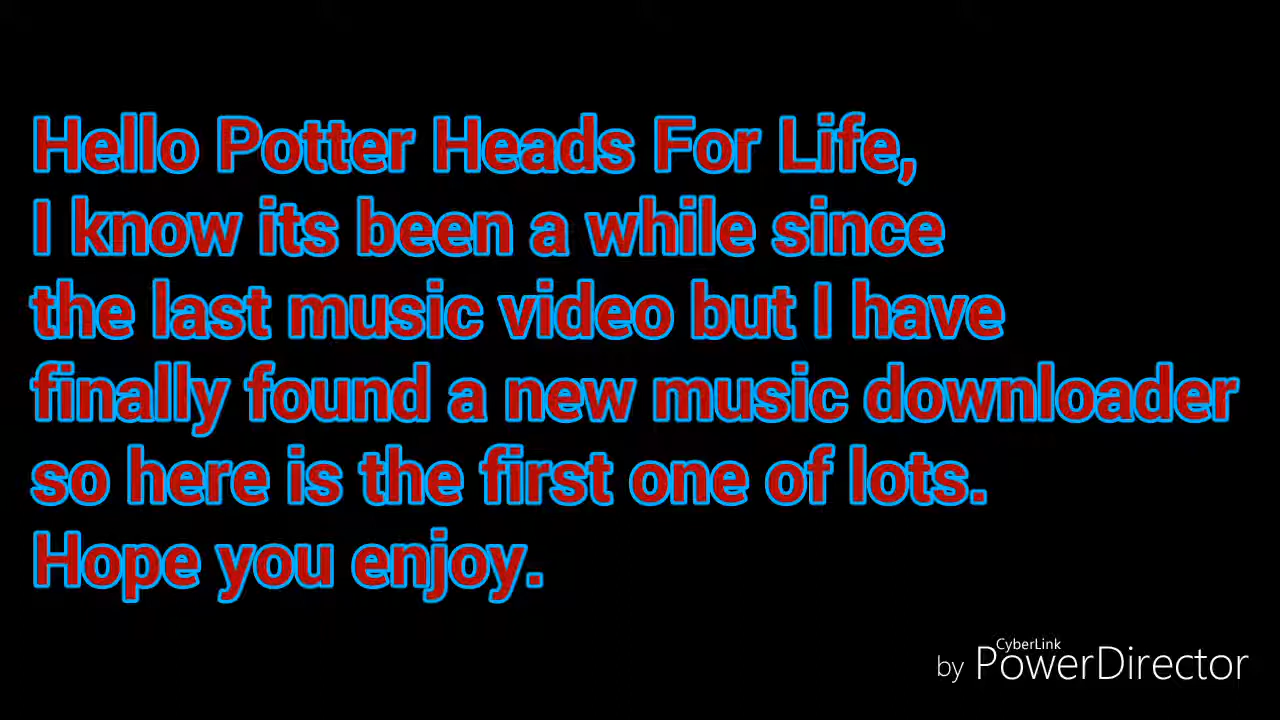 Hello Potter Heads For Life,
I know its been a while since
the last music video but I have
finally found a new music downloader
so here is the first one of lots.
Hope you enjoy.
by CyberLink PowerDirector